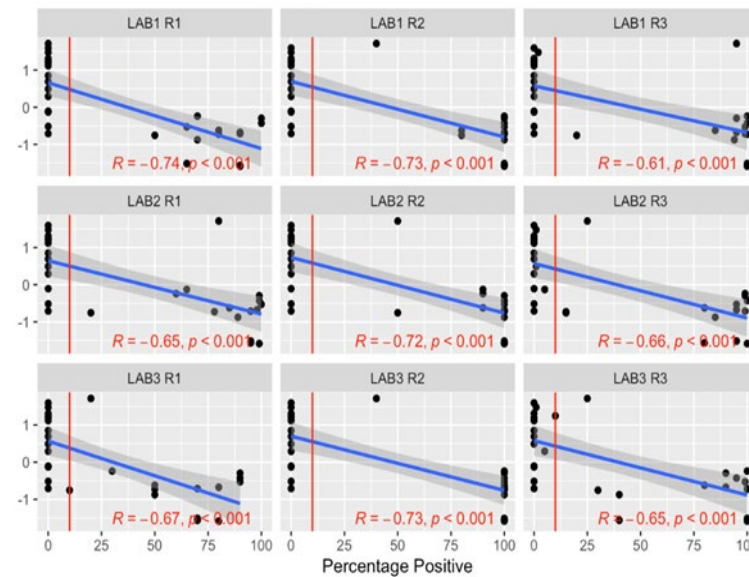 LAB1 R1 LAB1 R2 LAB1 R3
1
0
-1
R = −0.74, p < 0.001 R = −0.73, p < 0.001 R = −0.61, p < 0.001
LAB2 R1 LAB2 R2 LAB2 R3
1
0
-1
R = −0.65, p < 0.001 R = −0.72, p < 0.001 R = −0.66, p < 0.001
LAB3 R1 LAB3 R2 LAB3 R3
1
0
-1
R = −0.67, p < 0.001 R = −0.73, p < 0.001 R = −0.65, p < 0.001
0 25 50 75 100 0 25 50 75 100 0 25 50 75 100
Percentage Positive